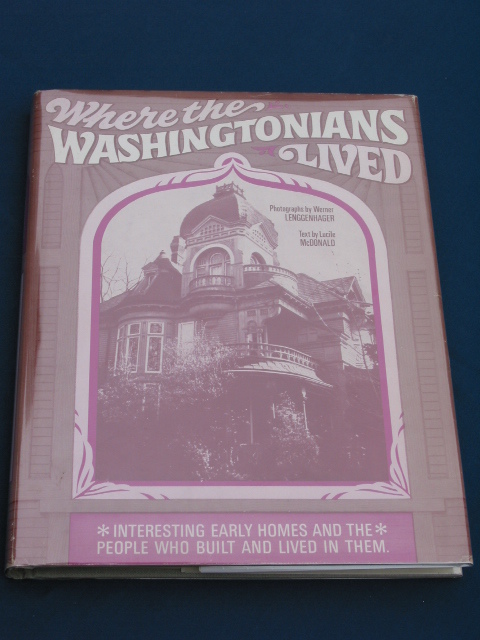 Where the
WASHINGTONIANS
LIVED
Photographs by Werner
LENGGENHAGER
Text by Lucile
McDONALD
*INTERESTING EARLY HOMES AND THE*
PEOPLE WHO BUILT AND LIVED IN THEM.